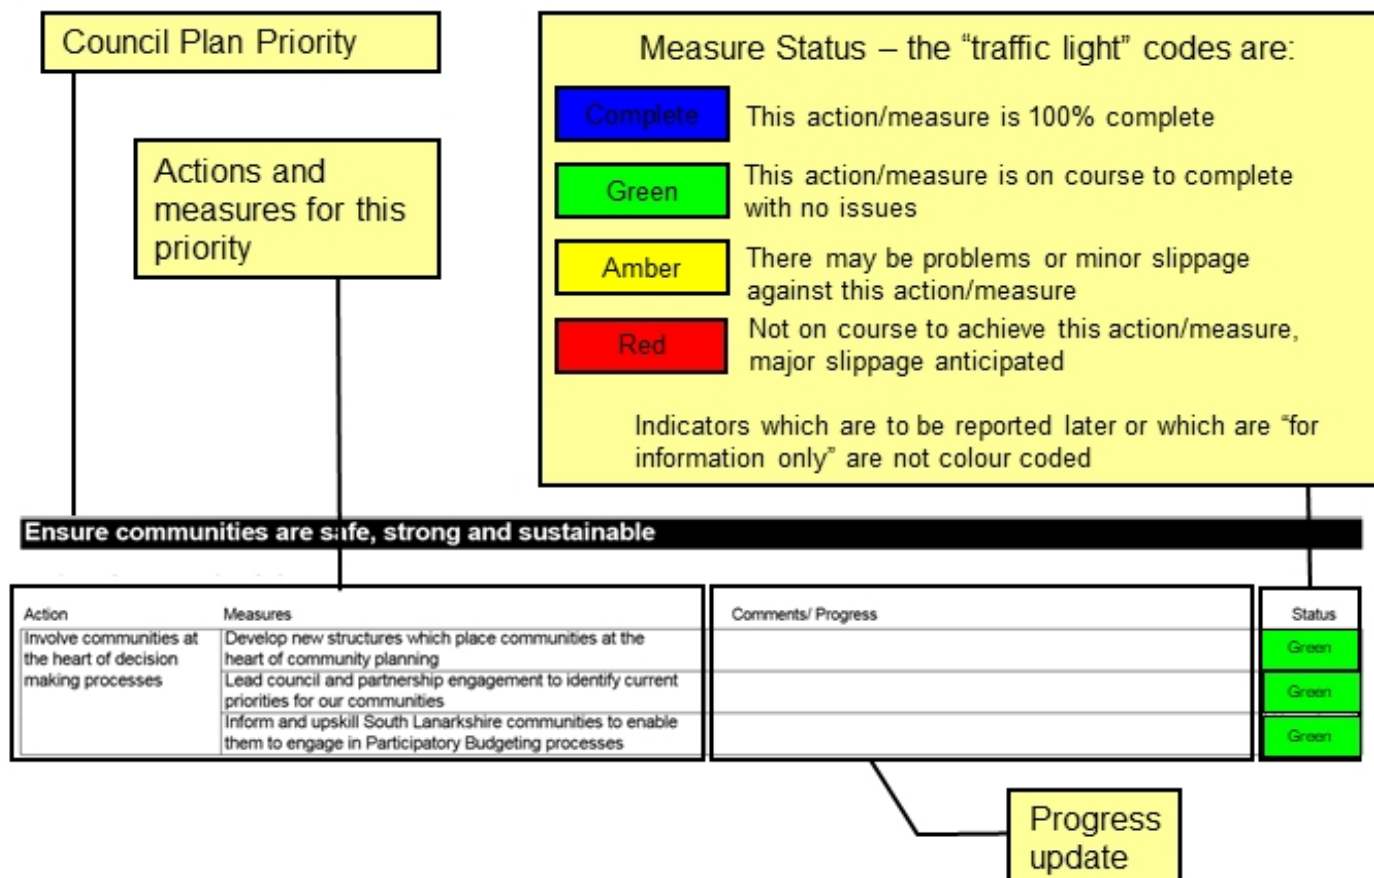 Council Plan Priority
Measure Status – the “traffic light” codes are:
Complete
This action/measure is 100% complete
Actions and
measures for this
priority
Green
This action/measure is on course to complete
with no issues
Amber
There may be problems or minor slippage
against this action/measure
Red
Not on course to achieve this action/measure,
major slippage anticipated
Indicators which are to be reported later or which are “for
information only” are not colour coded
Ensure communities are safe, strong and sustainable
Action
Measures
Comments/ Progress
Status
Involve communities at
the heart of decision
making processes
Develop new structures which place communities at the
heart of community planning
Green
Lead council and partnership engagement to identify current
priorities for our communities
Green
Inform and upskill South Lanarkshire communities to enable
them to engage in Participatory Budgeting processes
Green
Progress
update